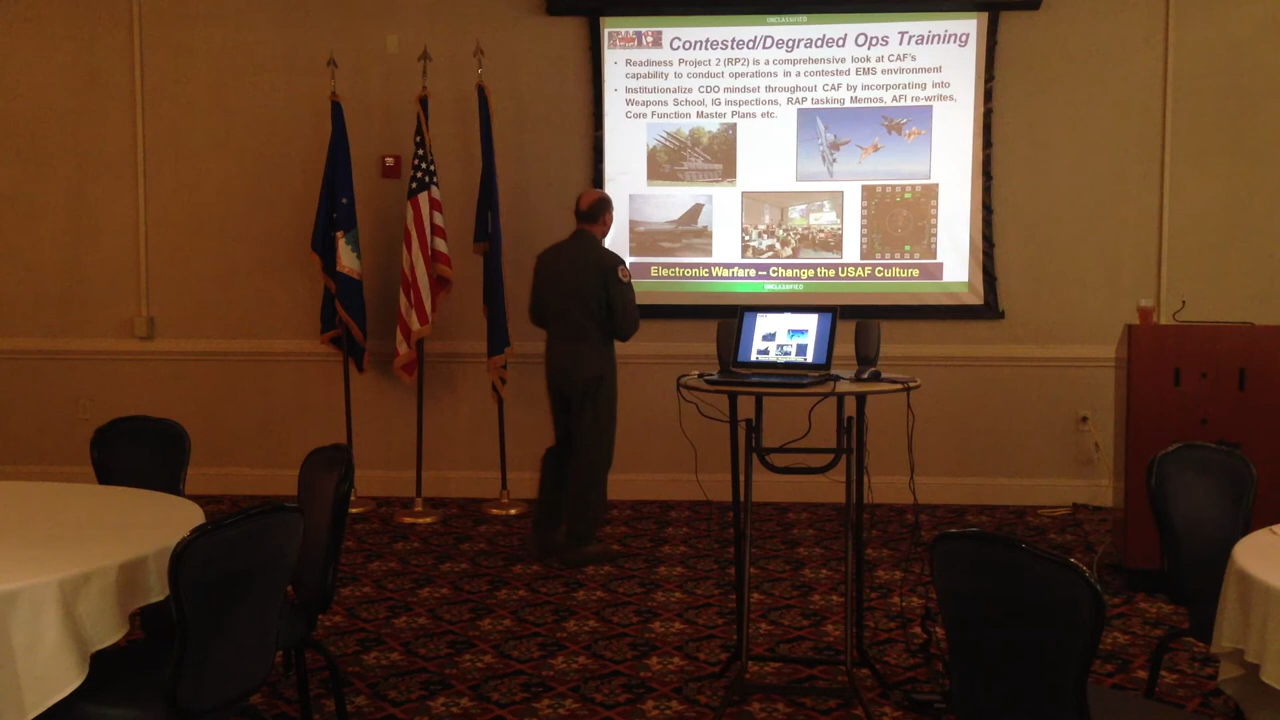 UNCLASSIFIED
Contested/Degraded Ops Training
• Readiness Project 2 (RP2) is a comprehensive look at CAF's
capability to conduct operations in a contested EMS environment
• Institutionalize CDO mindset throughout CAF by incorporating into
Weapons School, IG inspections, RAP tasking Memos, AFI re-writes,
Core Function Master Plans etc.
Electronic Warfare – Change the USAF Culture
UNCLASSIFIED